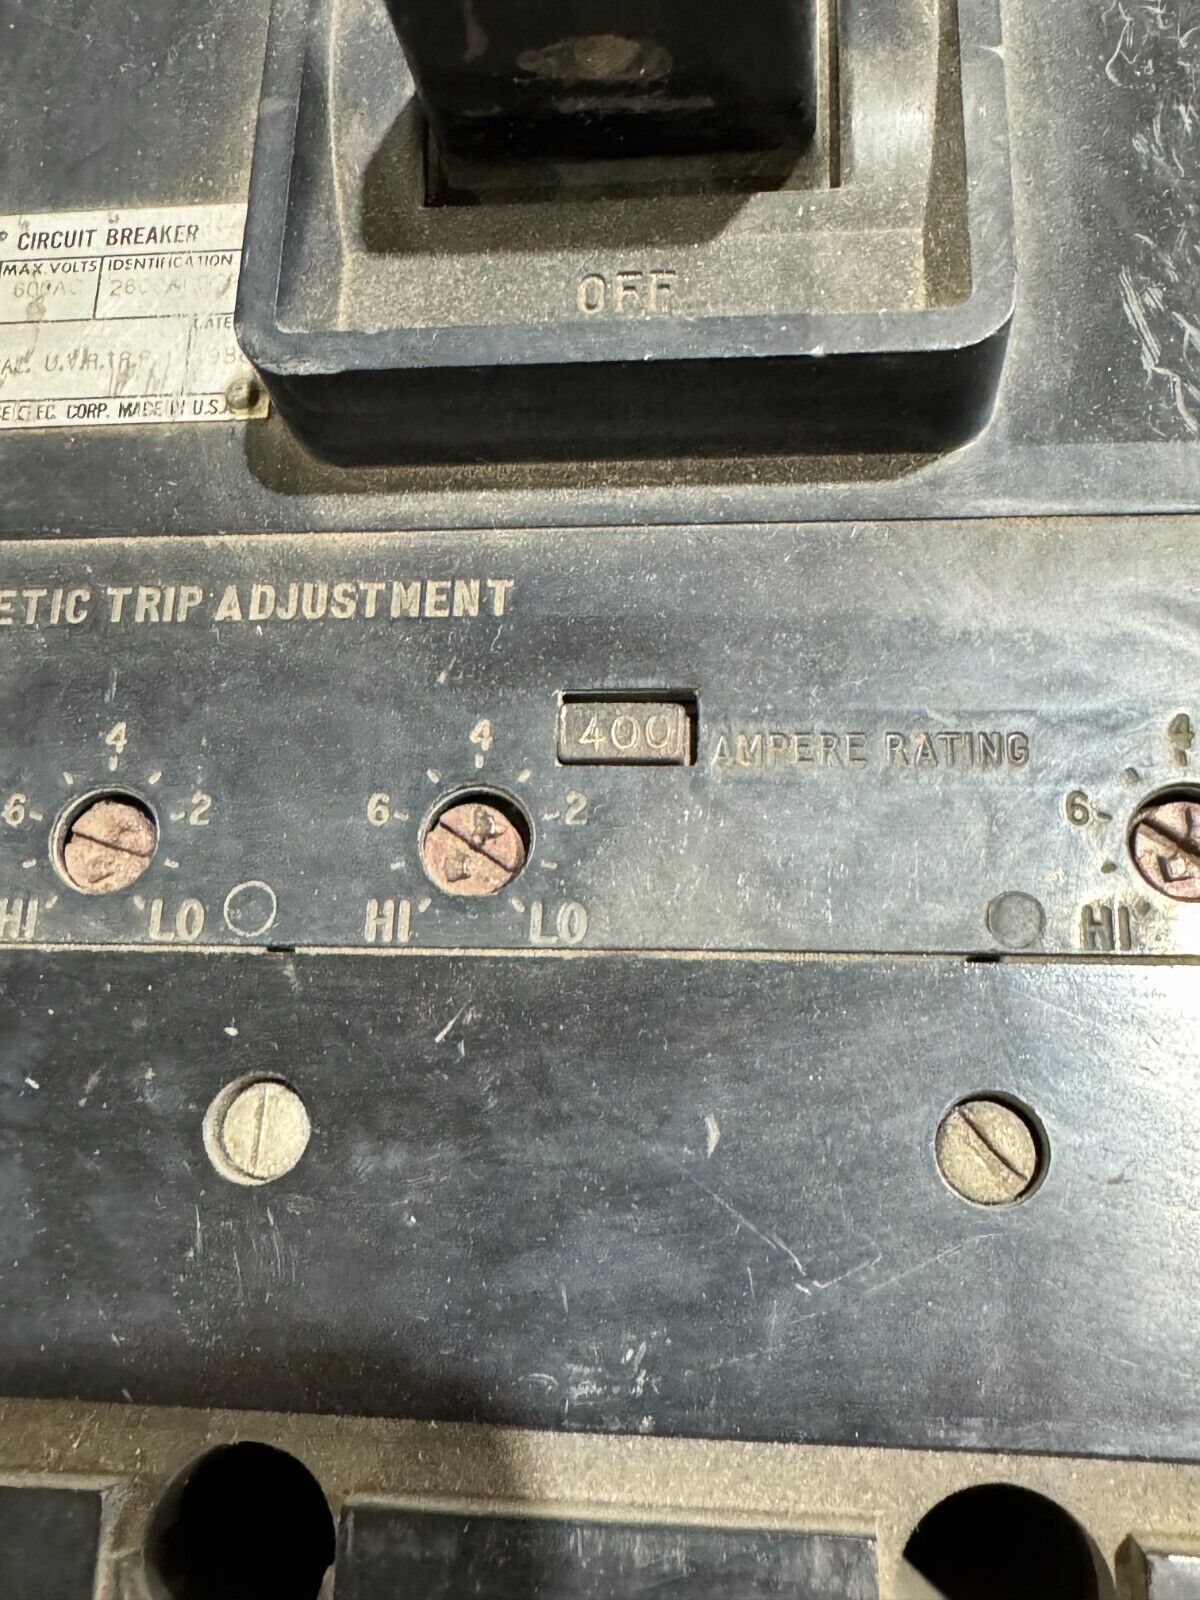 CIRCUIT BREAKER
MAX. VOLTS IDENTIFICATION
600AC
U.V.R.
ELEC. CORP. MADE IN U.S.A.
OFF
ETIC TRIP ADJUSTMENT
400 AMPERE RATING
4 4 4
6 2 6 2 6
HI LO HI LO HI